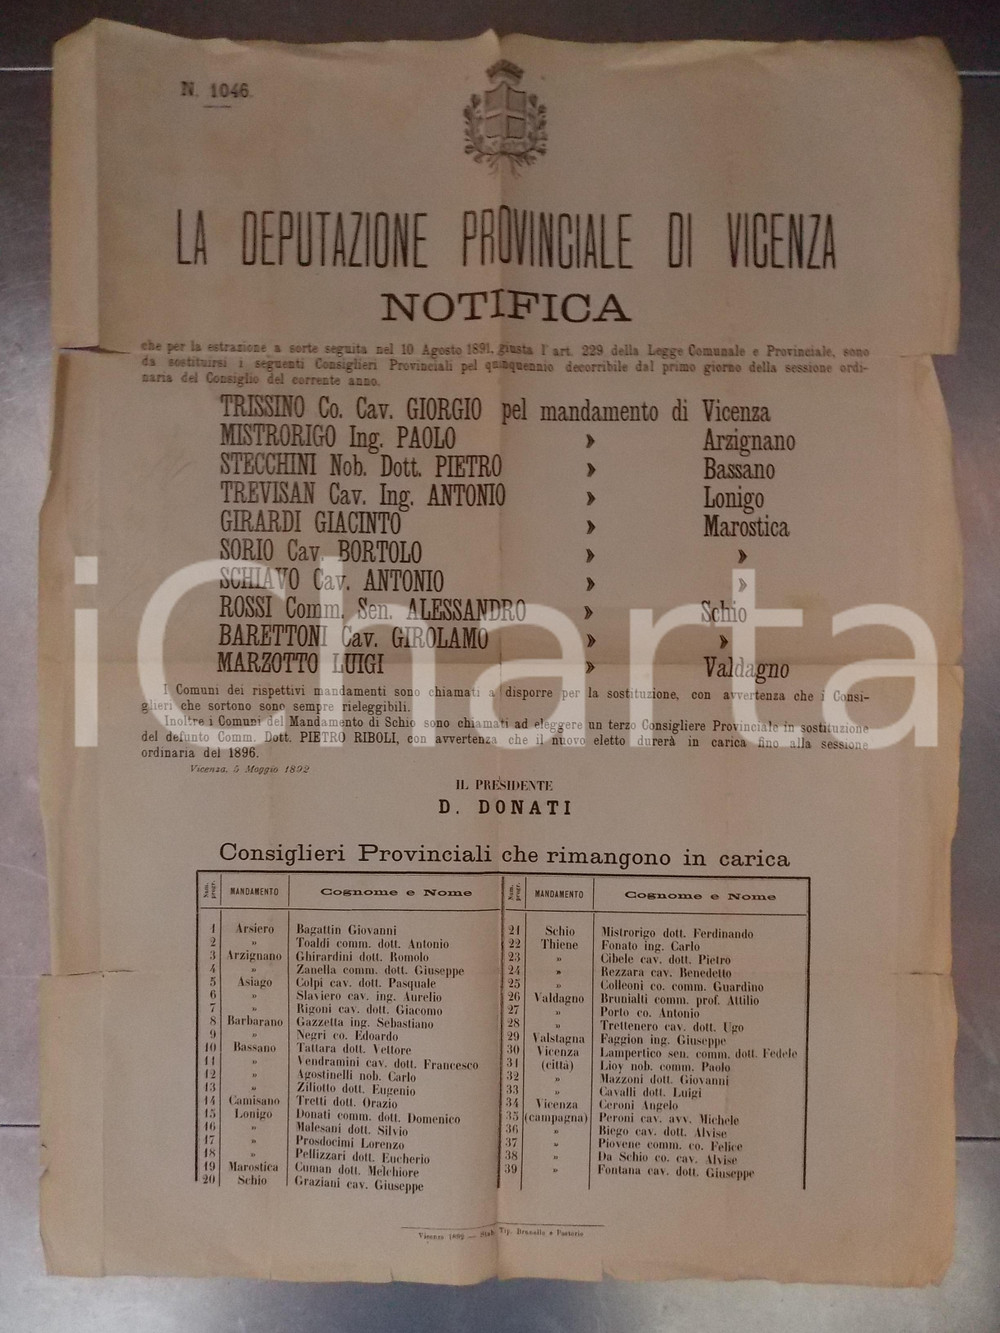 N. 1046.
LA DEPUTAZIONE PROVINCIALE DI VICENZA
NOTIFICA
che per la estrazione a sorte seguita nel 10 Agosto 1891, giusta l'art. 229 della Legge Comunale e Provinciale, sono
da sostituirsi i seguenti Consiglieri Provinciali pel quinquennio decorribile dal primo giorno della sessione ordi-
naria del Consiglio del corrente anno.
TRISSINO Co. Cav. GIORGIO pel mandamento di Vicenza
MISTRORIGO Ing. PAOLO » Arzignano
STECCHINI Nob. Dott. PIETRO » Bassano
TREVISAN Cav. Ing. ANTONIO » Lonigo
GIRARDI GIACINTO » Marostica
SORIO Cav. BORTOLO » »
SCHIAVO Cav. ANTONIO » »
ROSSI Comm. Sen. ALESSANDRO » Schio
BARETTONI Cav. GIROLAMO » »
MARZOTTO LUIGI » Valdagno
I Comuni dei rispettivi mandamenti sono chiamati a disporre per la sostituzione, con avvertenza che i Consi-
glieri che sortono sono sempre rieleggibili.
Inoltre i Comuni del Mandamento di Schio sono chiamati ad eleggere un terzo Consigliere Provinciale in sostituzione
del defunto Comm. Dott. PIETRO RIBOLI, con avvertenza che il nuovo eletto durerà in carica fino alla sessione
ordinaria del 1896.
Vicenza, 5 Maggio 1892
IL PRESIDENTE
D. DONATI
Consiglieri Provinciali che rimangono in carica
Num. progr. MANDAMENTO Cognome e Nome
1 Arsiero Bagattin Giovanni
2 » Toaldi comm. dott. Antonio
3 Arzignano Ghirardini dott. Romolo
4 » Zanella comm. dott. Giuseppe
5 Asiago Colpi cav. dott. Pasquale
6 » Slaviero cav. ing. Aurelio
7 » Rigoni cav. dott. Giacomo
8 Barbarano Gazzetta ing. Sebastiano
9 » Negri co. Edoardo
10 Bassano Tattara dott. Vettore
11 » Vendramini cav. dott. Francesco
12 » Agostinelli nob. Carlo
13 » Ziliotto dott. Eugenio
14 Camisano Tretti dott. Orazio
15 Lonigo Donati comm. dott. Domenico
16 » Malesani dott. Silvio
17 » Prosdocimi Lorenzo
18 » Pellizzari dott. Eucherio
19 Marostica Cuman dott. Melchiore
20 Schio Graziani cav. Giuseppe
Num. progr. MANDAMENTO Cognome e Nome
21 Schio Mistrorigo dott. Ferdinando
22 Thiene Fonato ing. Carlo
23 » Cibele cav. dott. Pietro
24 » Rezzara cav. Benedetto
25 » Colleoni co. comm. Guardino
26 Valdagno Brunialti comm. prof. Attilio
27 » Porto co. Antonio
28 » Trettenero cav. dott. Ugo
29 Valstagna Faggion ing. Giuseppe
30 Vicenza Lampertico sen. comm. dott. Fedele
31 (città) Lioy nob. comm. Paolo
32 » Mazzoni dott. Giovanni
33 » Cavalli dott. Luigi
34 Vicenza Ceroni Angelo
35 (campagna) Peroni cav. avv. Michele
36 » Biego cav. dott. Alvise
37 » Piovene comm. co. Felice
38 » Da Schio co. cav. Alvise
39 » Fontana cav. dott. Giuseppe
Vicenza 1892 — Stab. Tip. Brunello e Pastorio
iCharta